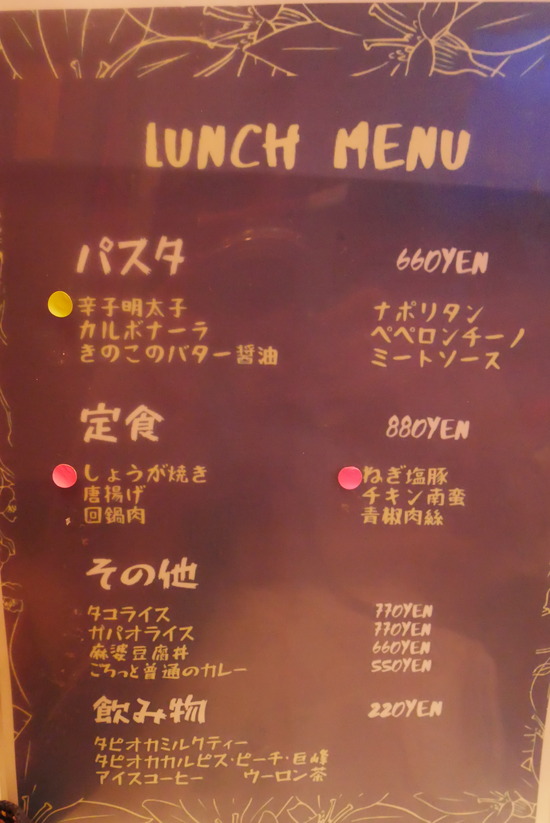 LUNCH MENU
パスタ 660YEN
辛子明太子 ナポリタン
カルボナーラ ペペロンチーノ
きのこのバター醤油 ミートソース
定食 880YEN
しょうが焼き ねぎ塩豚
唐揚げ チキン南蛮
回鍋肉 青椒肉絲
その他
タコライス 770YEN
ガパオライス 770YEN
麻婆豆腐丼 660YEN
ごろっと普通のカレー 550YEN
飲み物 220YEN
タピオカミルクティー
タピオカカルピス・ピーチ・巨峰
アイスコーヒー ウーロン茶